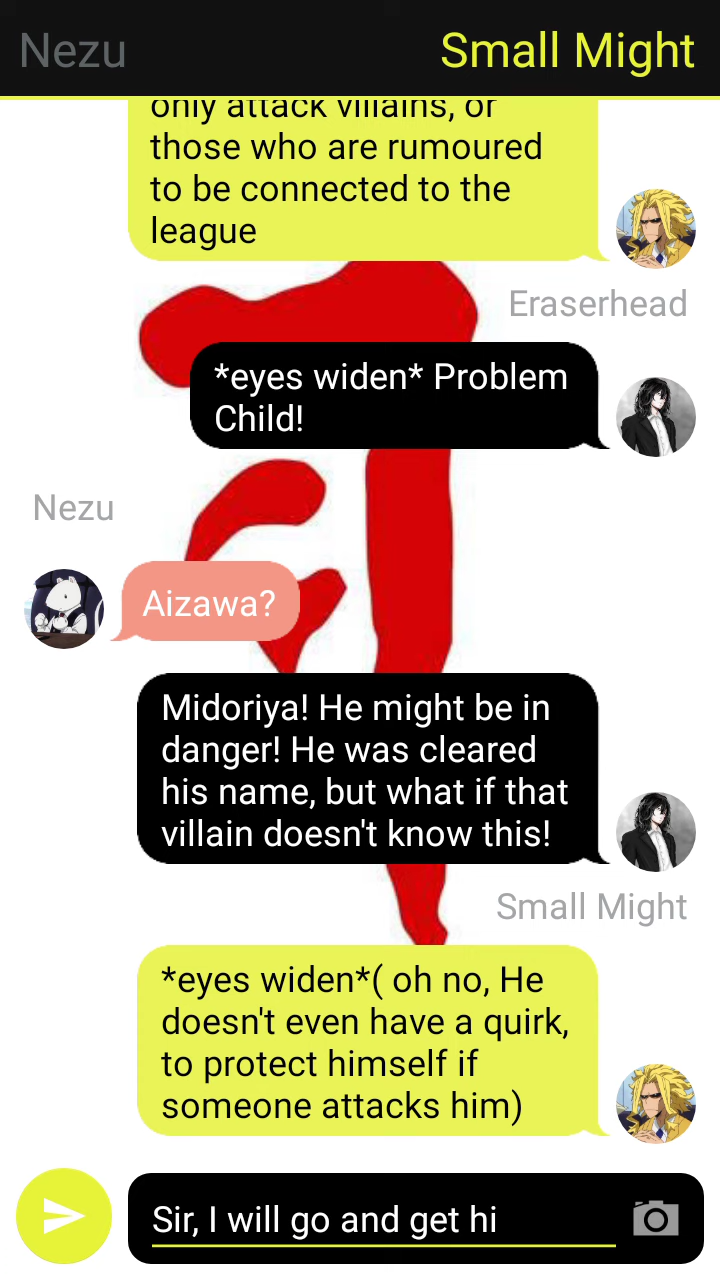 Nezu
Small Might
only attack villains, or
those who are rumoured
to be connected to the
league
Eraserhead
*eyes widen* Problem
Child!
Nezu
Aizawa?
Midoriya! He might be in
danger! He was cleared
his name, but what if that
villain doesn't know this!
Small Might
*eyes widen*( oh no, He
doesn't even have a quirk,
to protect himself if
someone attacks him)
Sir, I will go and get hi